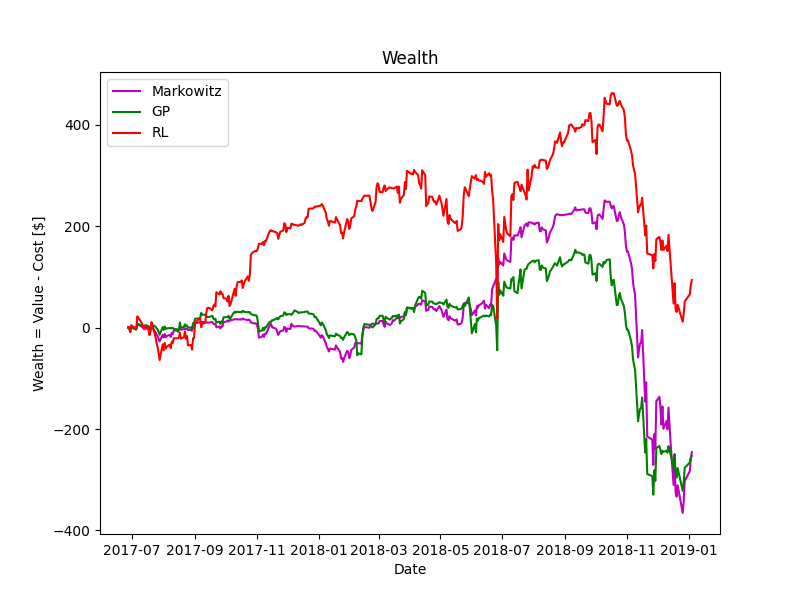 Wealth
Markowitz
GP
RL
Wealth = Value - Cost [$]
400
200
0
−200
−400
2017-07 2017-09 2017-11 2018-01 2018-03 2018-05 2018-07 2018-09 2018-11 2019-01
Date